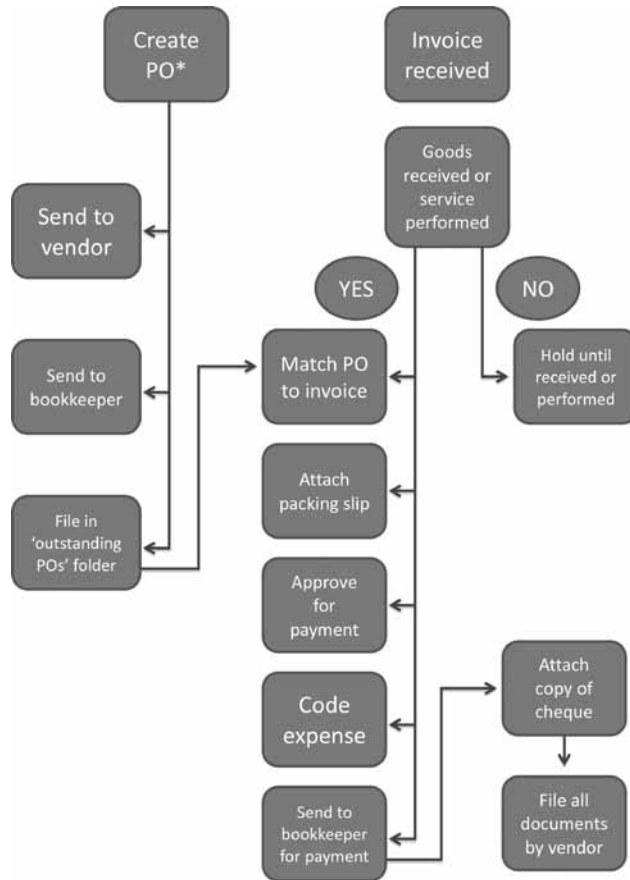 Create
PO*
Invoice
received
Goods
received or
service
performed
Send to
vendor
YES
NO
Send to
bookkeeper
Match PO
to invoice
Hold until
received or
performed
File in
‘outstanding
POs’ folder
Attach
packing slip
Approve
for
payment
Code
expense
Attach
copy of
cheque
Send to
bookkeeper
for payment
File all
documents
by vendor